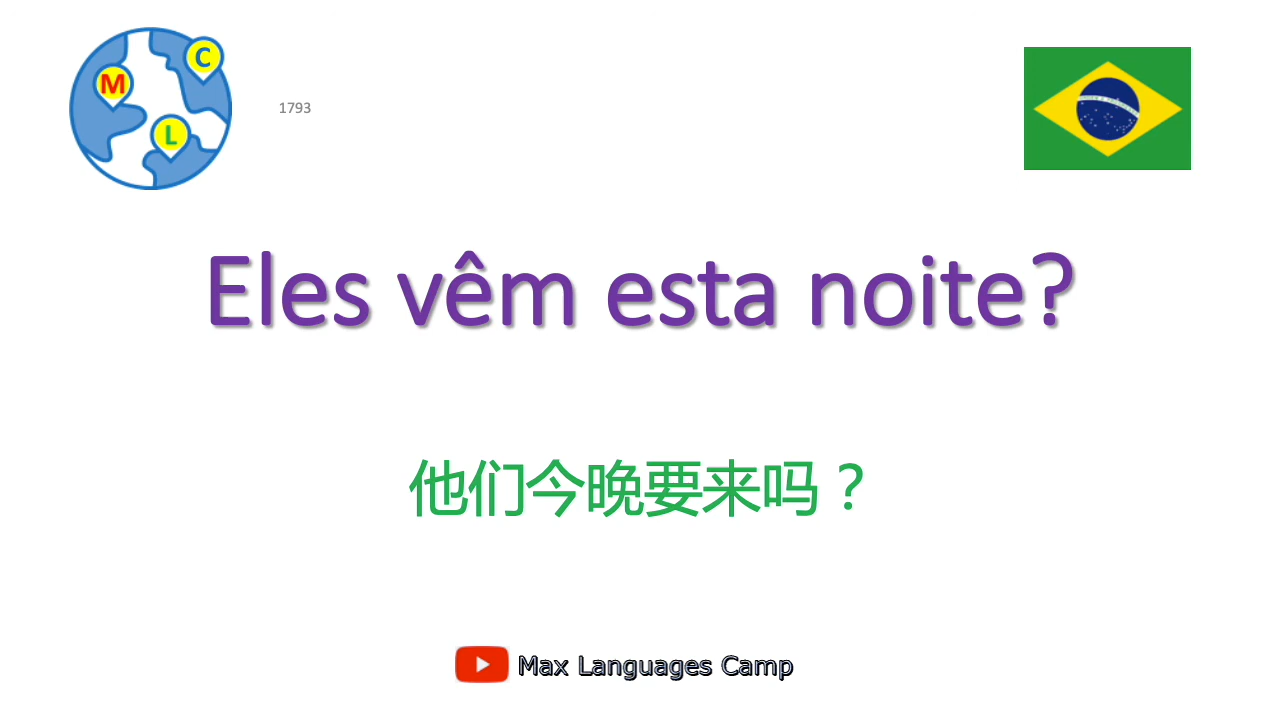 M
C
L
1793
Eles vêm esta noite?
他们今晚要来吗？
Max Languages Camp